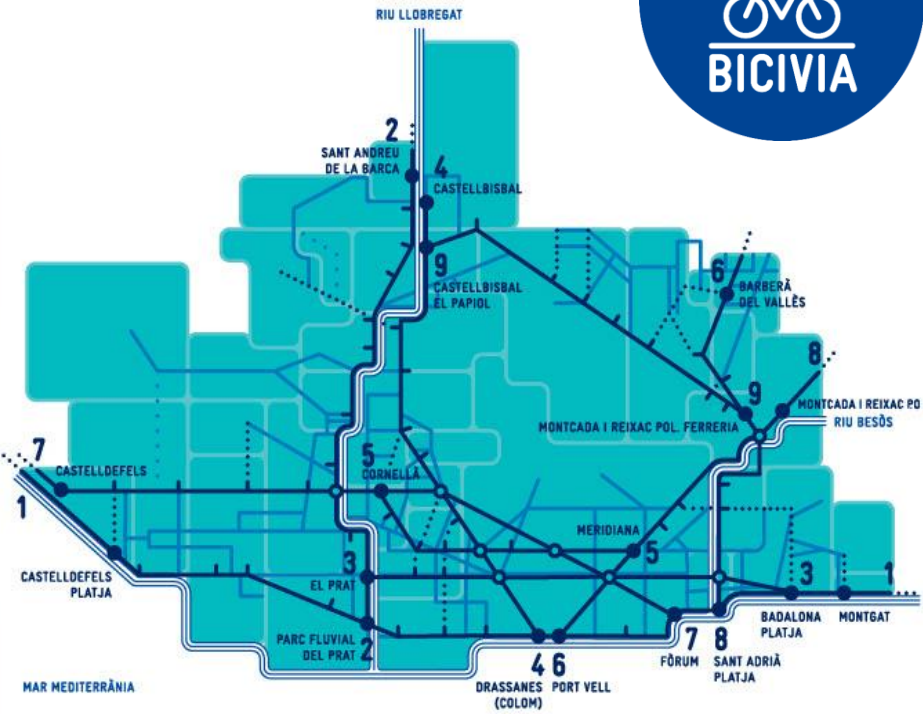 RIU LLOBREGAT
BICIVIA
2
SANT ANDREU
DE LA BARCA
4
CASTELLBISBAL
9
CASTELLBISBAL
EL PAPIOL
6
BARBERÀ
DEL VALLÈS
8
9
MONTCADA I REIXAC PO
MONTCADA I REIXAC POL. FERRERIA
RIU BESÒS
7
CASTELLDEFELS
5
CORNELLÀ
1
MERIDIANA
5
CASTELLDEFELS
PLATJA
3
EL PRAT
3
1
BADALONA
PLATJA
MONTGAT
PARC FLUVIAL
DEL PRAT
2
4
DRASSANES
(COLOM)
6
PORT VELL
7
FÒRUM
8
SANT ADRIÀ
PLATJA
MAR MEDITERRÀNIA